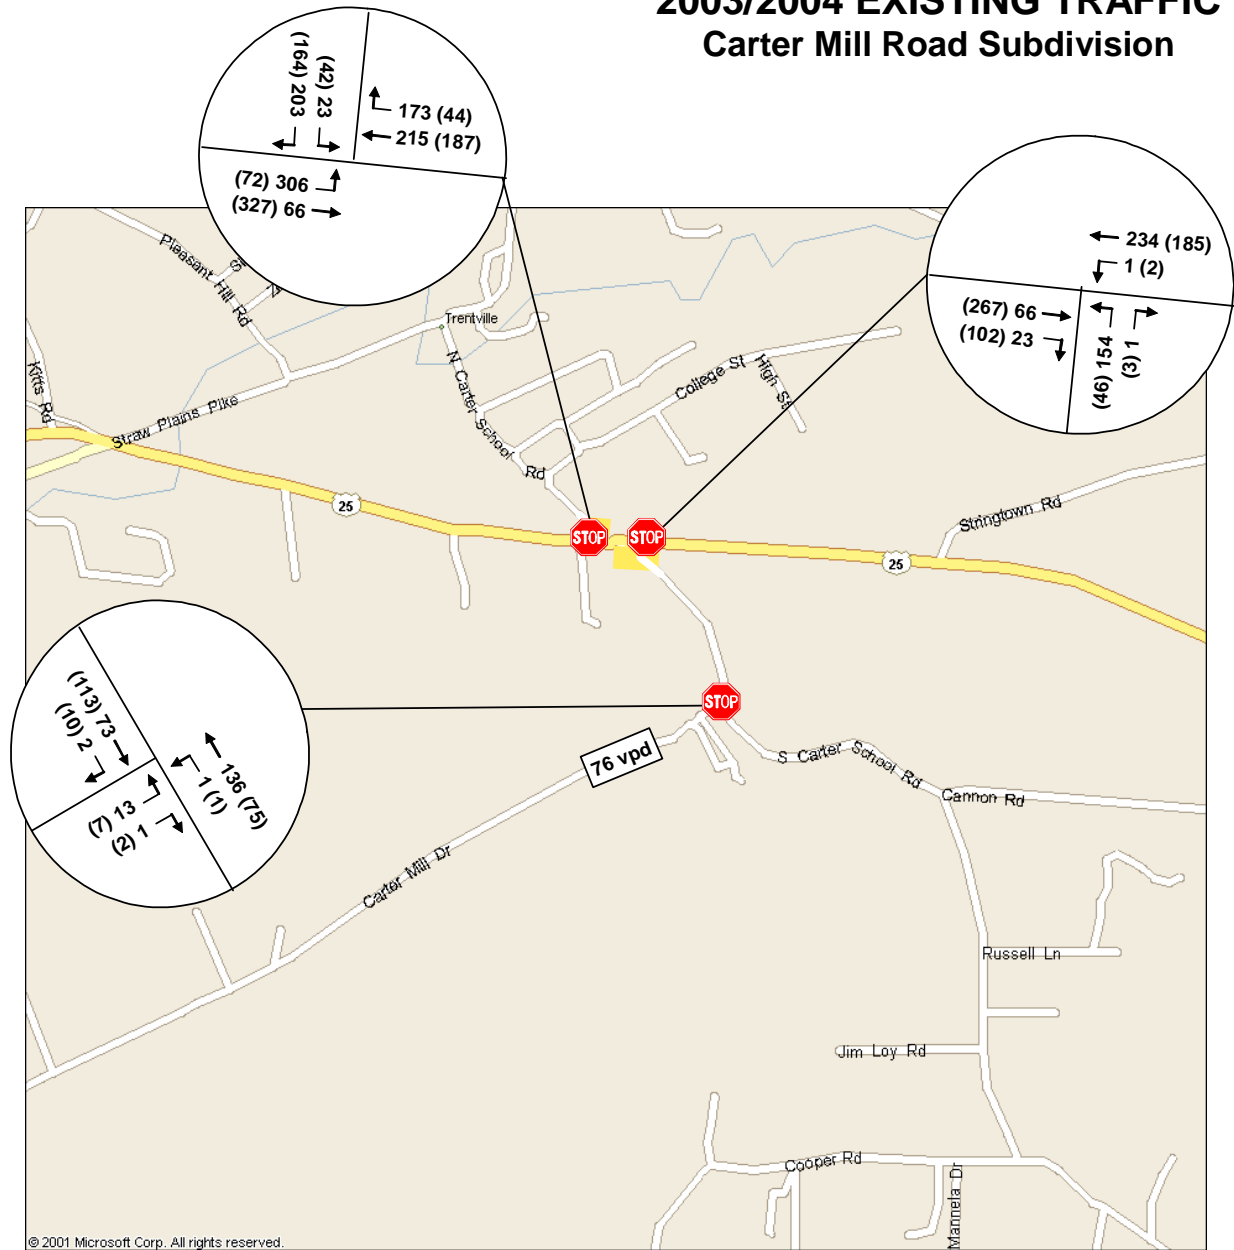 2003/2004 EXISTING TRAFFIC
Carter Mill Road Subdivision
(164) 203
(42) 23
173 (44)
215 (187)
(72) 306
(327) 66
234 (185)
1 (2)
(267) 66
(102) 23
(46) 154
(3) 1
Pleasant Hill Rd
Trentville
Kitts Rd
Straw Plains Pike
N Carter School Rd
College St
High St
25
STOP
STOP
Stringtown Rd
25
(113) 73
(10) 2
136 (75)
1 (1)
(7) 13
(2) 1
STOP
76 vpd
S Carter School Rd
Cannon Rd
Carter Mill Dr
Russell Ln
Jim Loy Rd
Cooper Rd
Mannela Dr
© 2001 Microsoft Corp. All rights reserved.